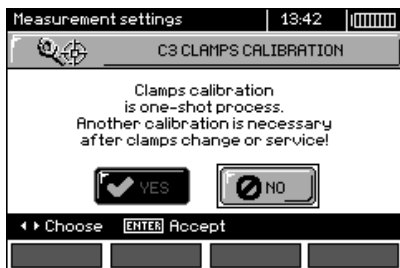 Measurement settings 13:42
C3 CLAMPS CALIBRATION
Clamps calibration
is one-shot process.
Another calibration is necessary
after clamps change or service!
YES NO
Choose ENTER Accept